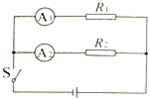 A₁ R₁
A₂ R₂
S